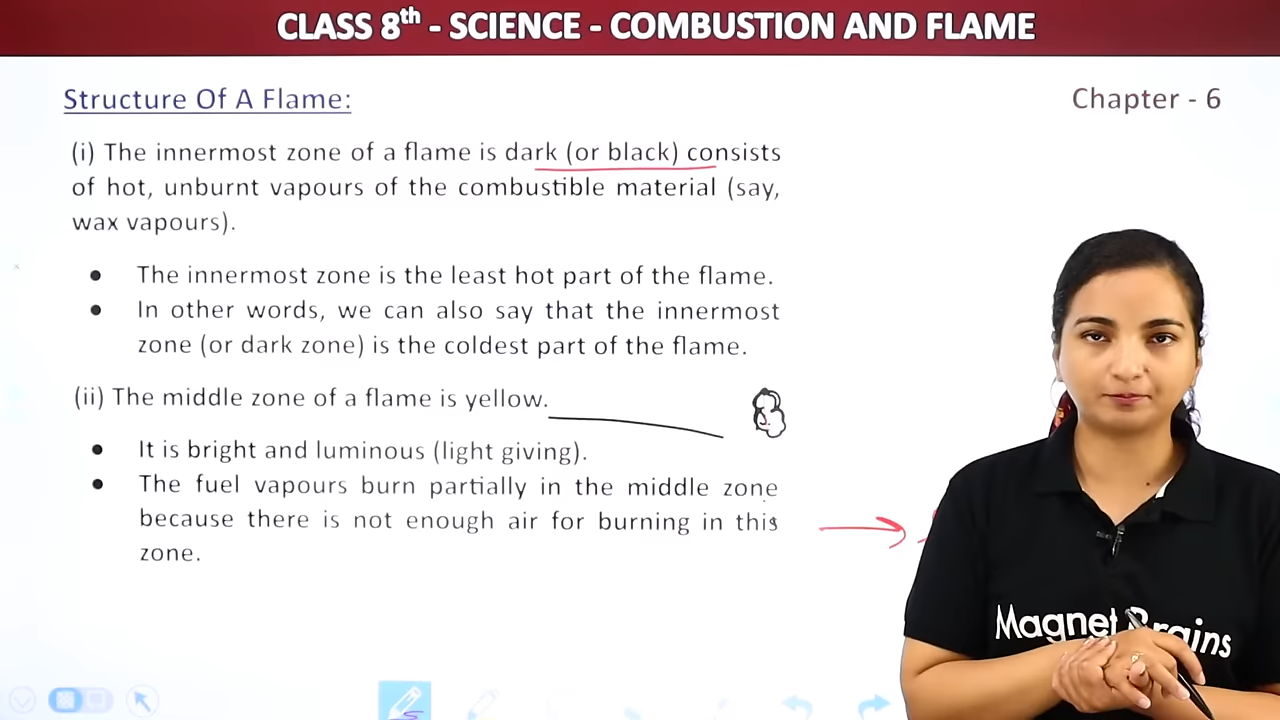 CLASS 8th - SCIENCE - COMBUSTION AND FLAME
Structure Of A Flame:
Chapter - 6
(i) The innermost zone of a flame is dark (or black) consists
of hot, unburnt vapours of the combustible material (say,
wax vapours).
● The innermost zone is the least hot part of the flame.
● In other words, we can also say that the innermost
zone (or dark zone) is the coldest part of the flame.
(ii) The middle zone of a flame is yellow.
● It is bright and luminous (light giving).
● The fuel vapours burn partially in the middle zone
because there is not enough air for burning in this
zone.
Magnet Brains